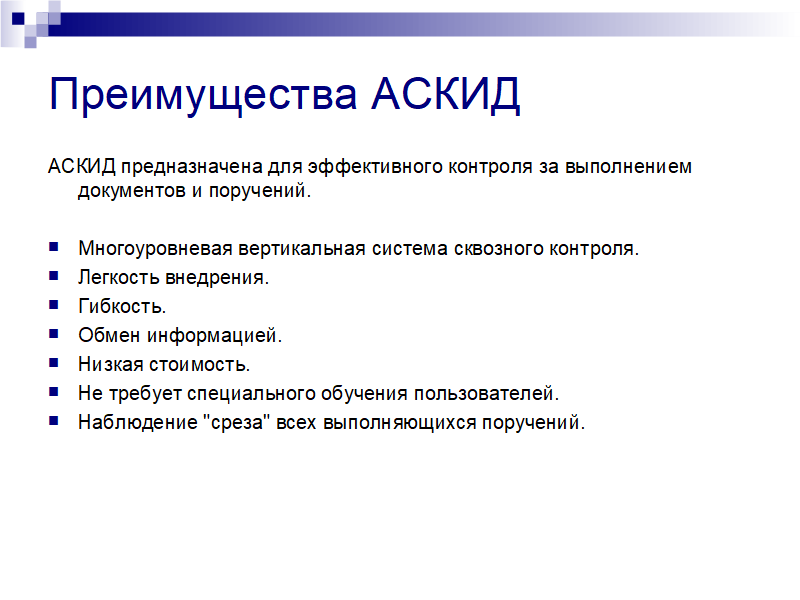 Преимущества АСКИД
АСКИД предназначена для эффективного контроля за выполнением
документов и поручений.
Многоуровневая вертикальная система сквозного контроля.
Легкость внедрения.
Гибкость.
Обмен информацией.
Низкая стоимость.
Не требует специального обучения пользователей.
Наблюдение "среза" всех выполняющихся поручений.